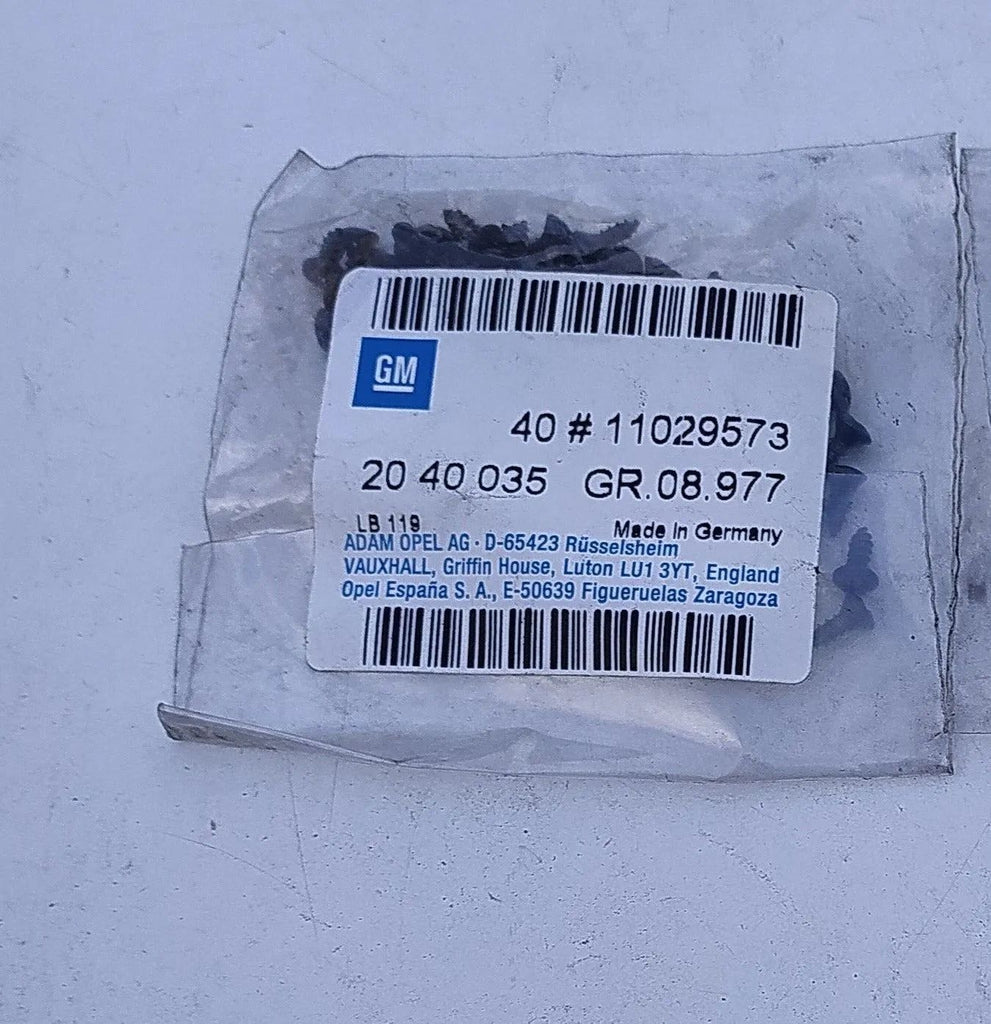 GM
40 # 11029573
20 40 035 GR.08.977
LB 119 Made In Germany
ADAM OPEL AG · D-65423 Rüsselsheim
VAUXHALL, Griffin House, Luton LU1 3YT, England
Opel España S. A., E-50639 Figueruelas Zaragoza